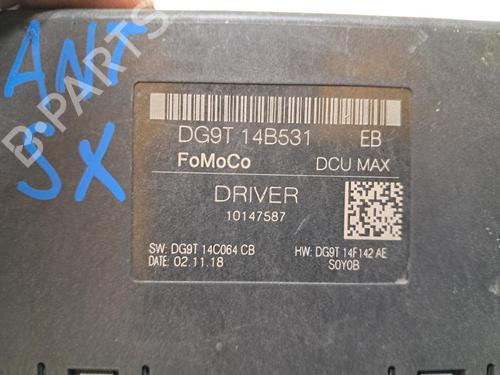 ANT
5X
B-PARTS
DG9T 14B531 EB
FoMoCo DCU MAX
DRIVER
10147587
SW: DG9T 14C064 CB HW: DG9T 14F142 AE
DATE: 02.11.18 S0Y0B